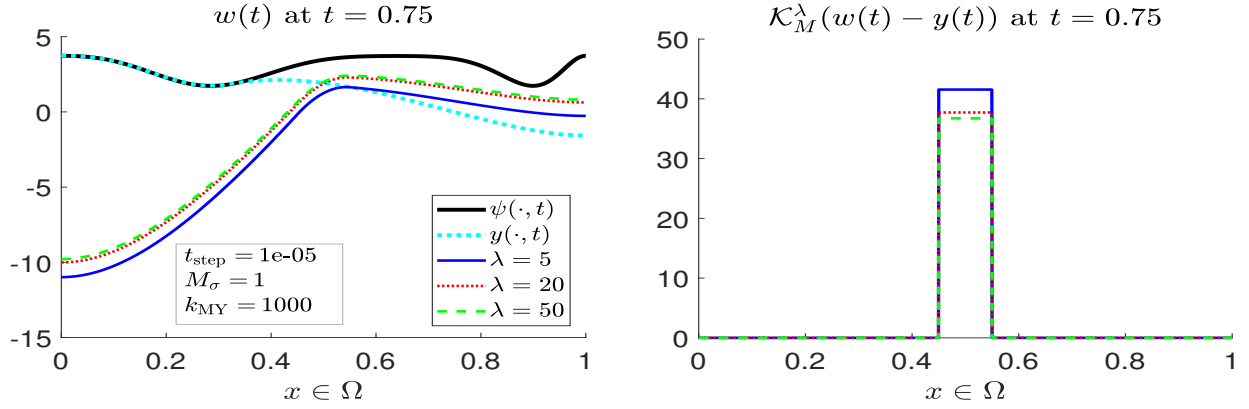 w(t) at t = 0.75
5
0
-5
-10
-15
0
0.2
0.4
0.6
0.8
1
x ∈ Ω
t_step = 1e-05
M_σ = 1
k_MY = 1000
ψ(·, t)
y(·, t)
λ = 5
λ = 20
λ = 50
𝒦_M^λ(w(t) − y(t)) at t = 0.75
50
40
30
20
10
0
0
0.2
0.4
0.6
0.8
1
x ∈ Ω